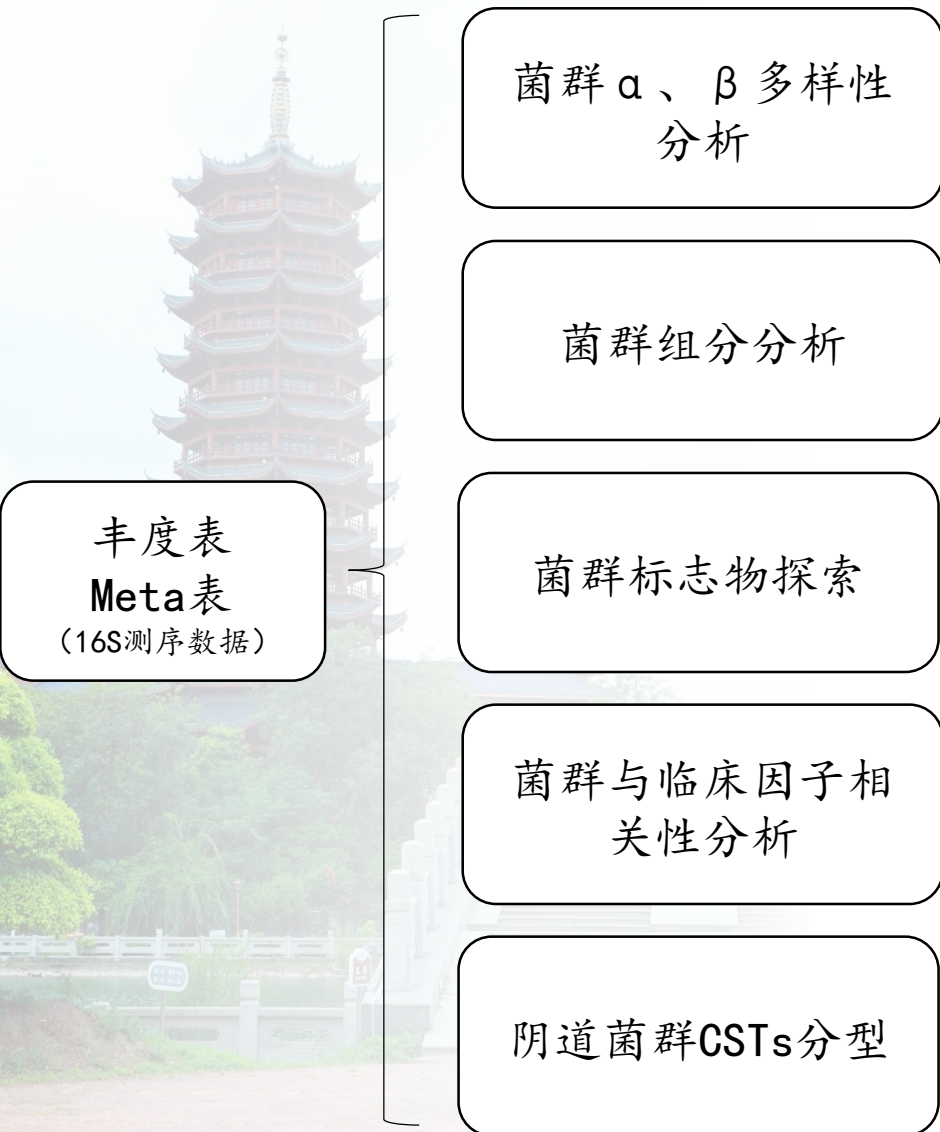 菌群α、β多样性
分析
菌群组分分析
丰度表
Meta表
（16S测序数据）
菌群标志物探索
菌群与临床因子相
关性分析
阴道菌群CSTs分型